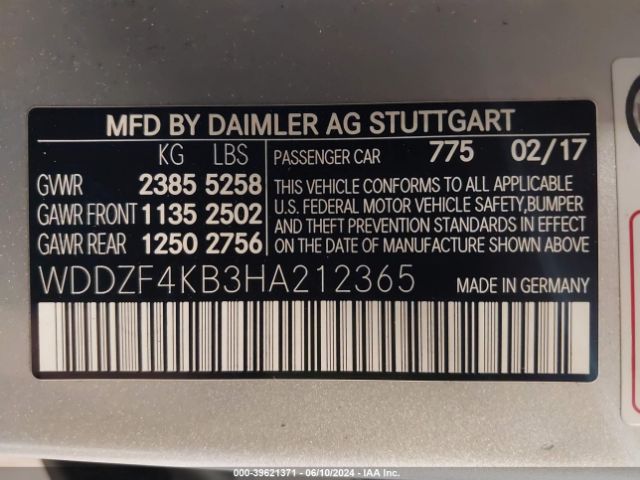 MFD BY DAIMLER AG STUTTGART
KG LBS
GVWR 2385 5258
GAWR FRONT 1135 2502
GAWR REAR 1250 2756
PASSENGER CAR 775 02/17
THIS VEHICLE CONFORMS TO ALL APPLICABLE
U.S. FEDERAL MOTOR VEHICLE SAFETY,BUMPER
AND THEFT PREVENTION STANDARDS IN EFFECT
ON THE DATE OF MANUFACTURE SHOWN ABOVE
WDDZF4KB3HA212365 MADE IN GERMANY
000-39621371 - 06/10/2024 - IAA Inc.